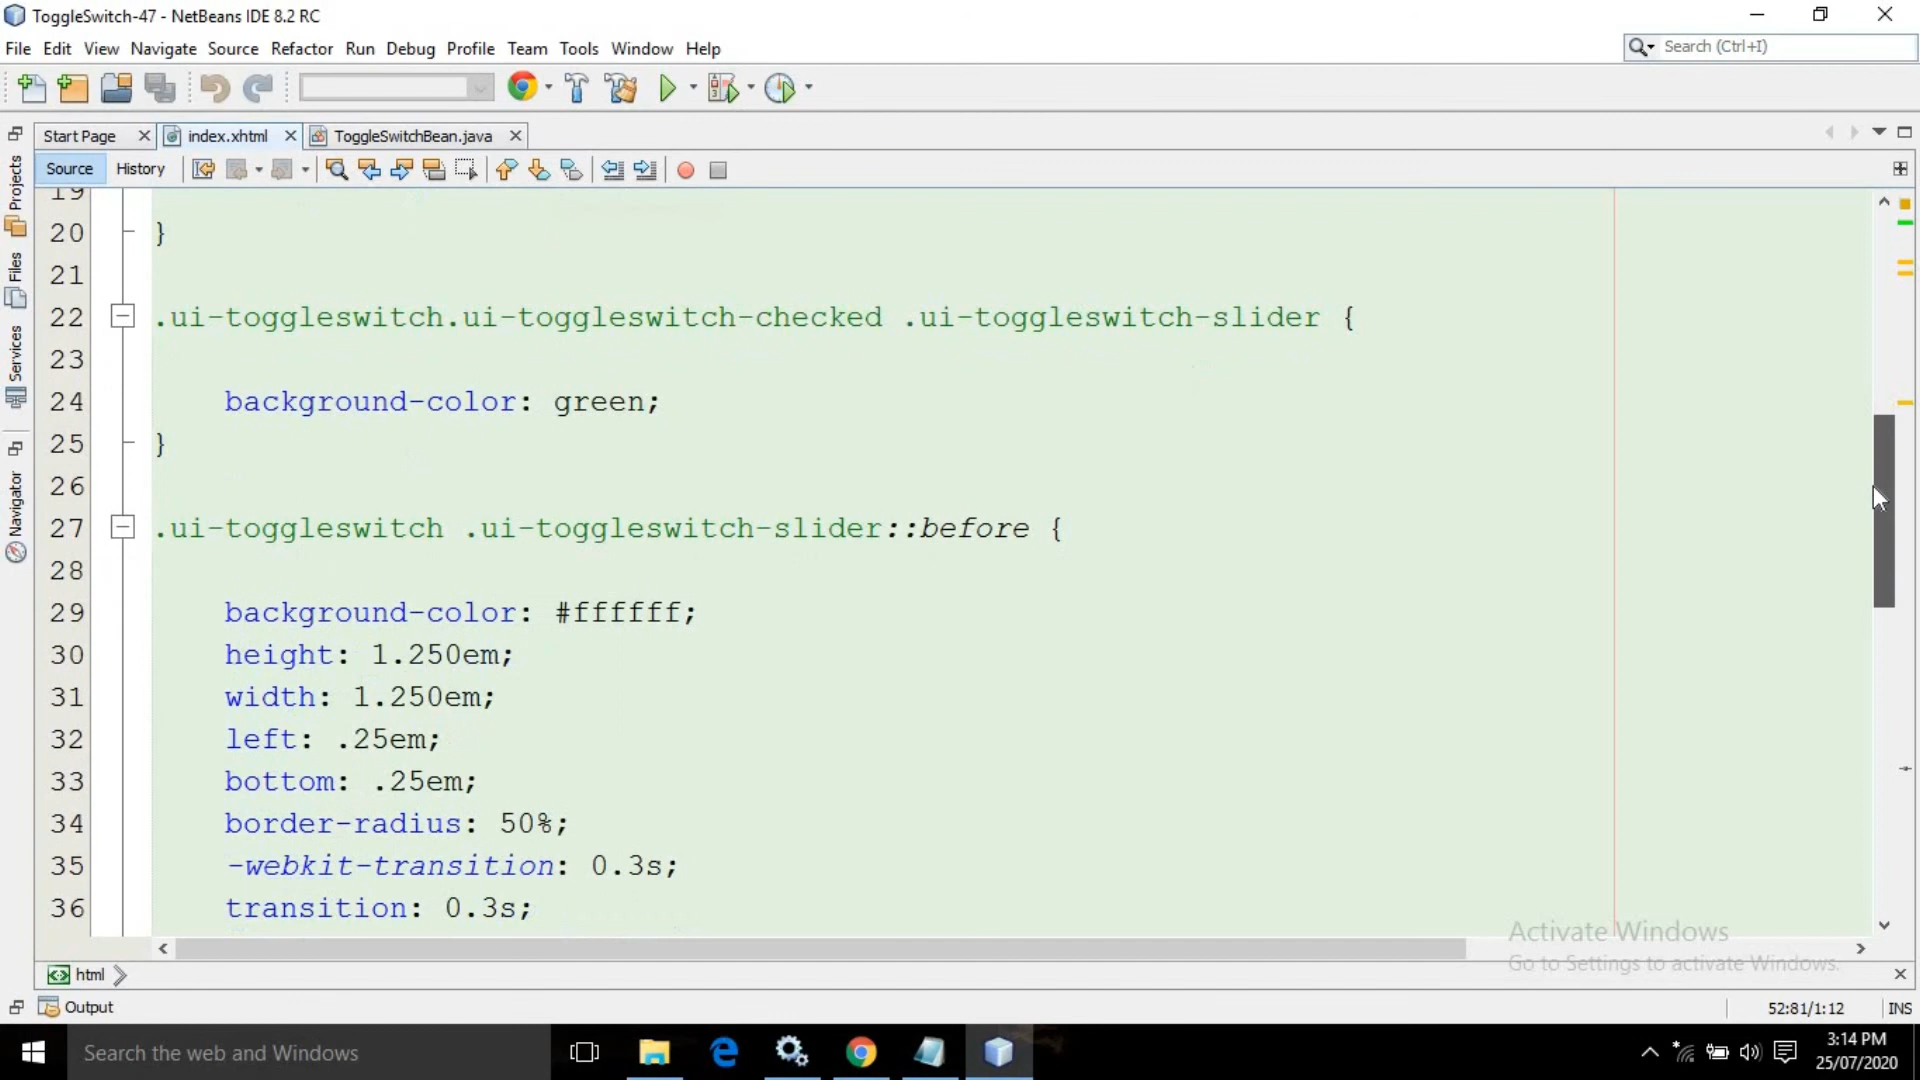 ToggleSwitch-47 - NetBeans IDE 8.2 RC
File Edit View Navigate Source Refactor Run Debug Profile Team Tools Window Help
Search (Ctrl+I)
Start Page
index.xhtml
ToggleSwitchBean.java
Source
History
Projects
Files
Services
Navigator
19
20 }
21
22 .ui-toggleswitch.ui-toggleswitch-checked .ui-toggleswitch-slider {
23
24 background-color: green;
25 }
26
27 .ui-toggleswitch .ui-toggleswitch-slider::before {
28
29 background-color: #ffffff;
30 height: 1.250em;
31 width: 1.250em;
32 left: .25em;
33 bottom: .25em;
34 border-radius: 50%;
35 -webkit-transition: 0.3s;
36 transition: 0.3s;
Activate Windows
Go to Settings to activate Windows.
html
Output
52:81/1:12
INS
Search the web and Windows
3:14 PM
25/07/2020